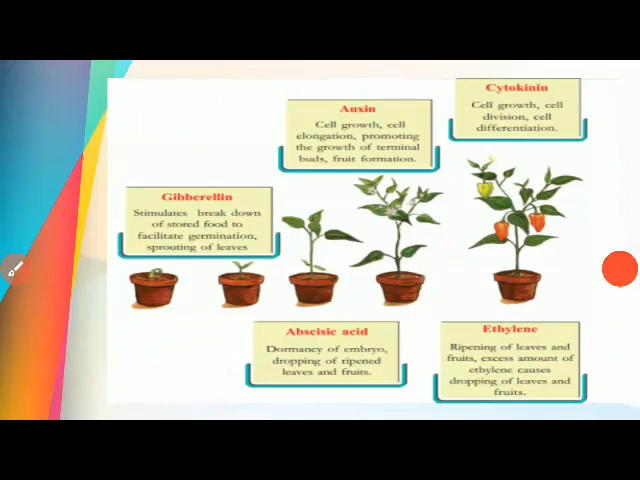 Cytokinin
Cell growth, cell
division, cell
differentiation.
Auxin
Cell growth, cell
elongation, promoting
the growth of terminal
buds, fruit formation.
Gibberellin
Stimulates break down
of stored food to
facilitate germination,
sprouting of leaves
Abscisic acid
Dormancy of embryo,
dropping of ripened
leaves and fruits.
Ethylene
Ripening of leaves and
fruits, excess amount of
ethylene causes
dropping of leaves and
fruits.